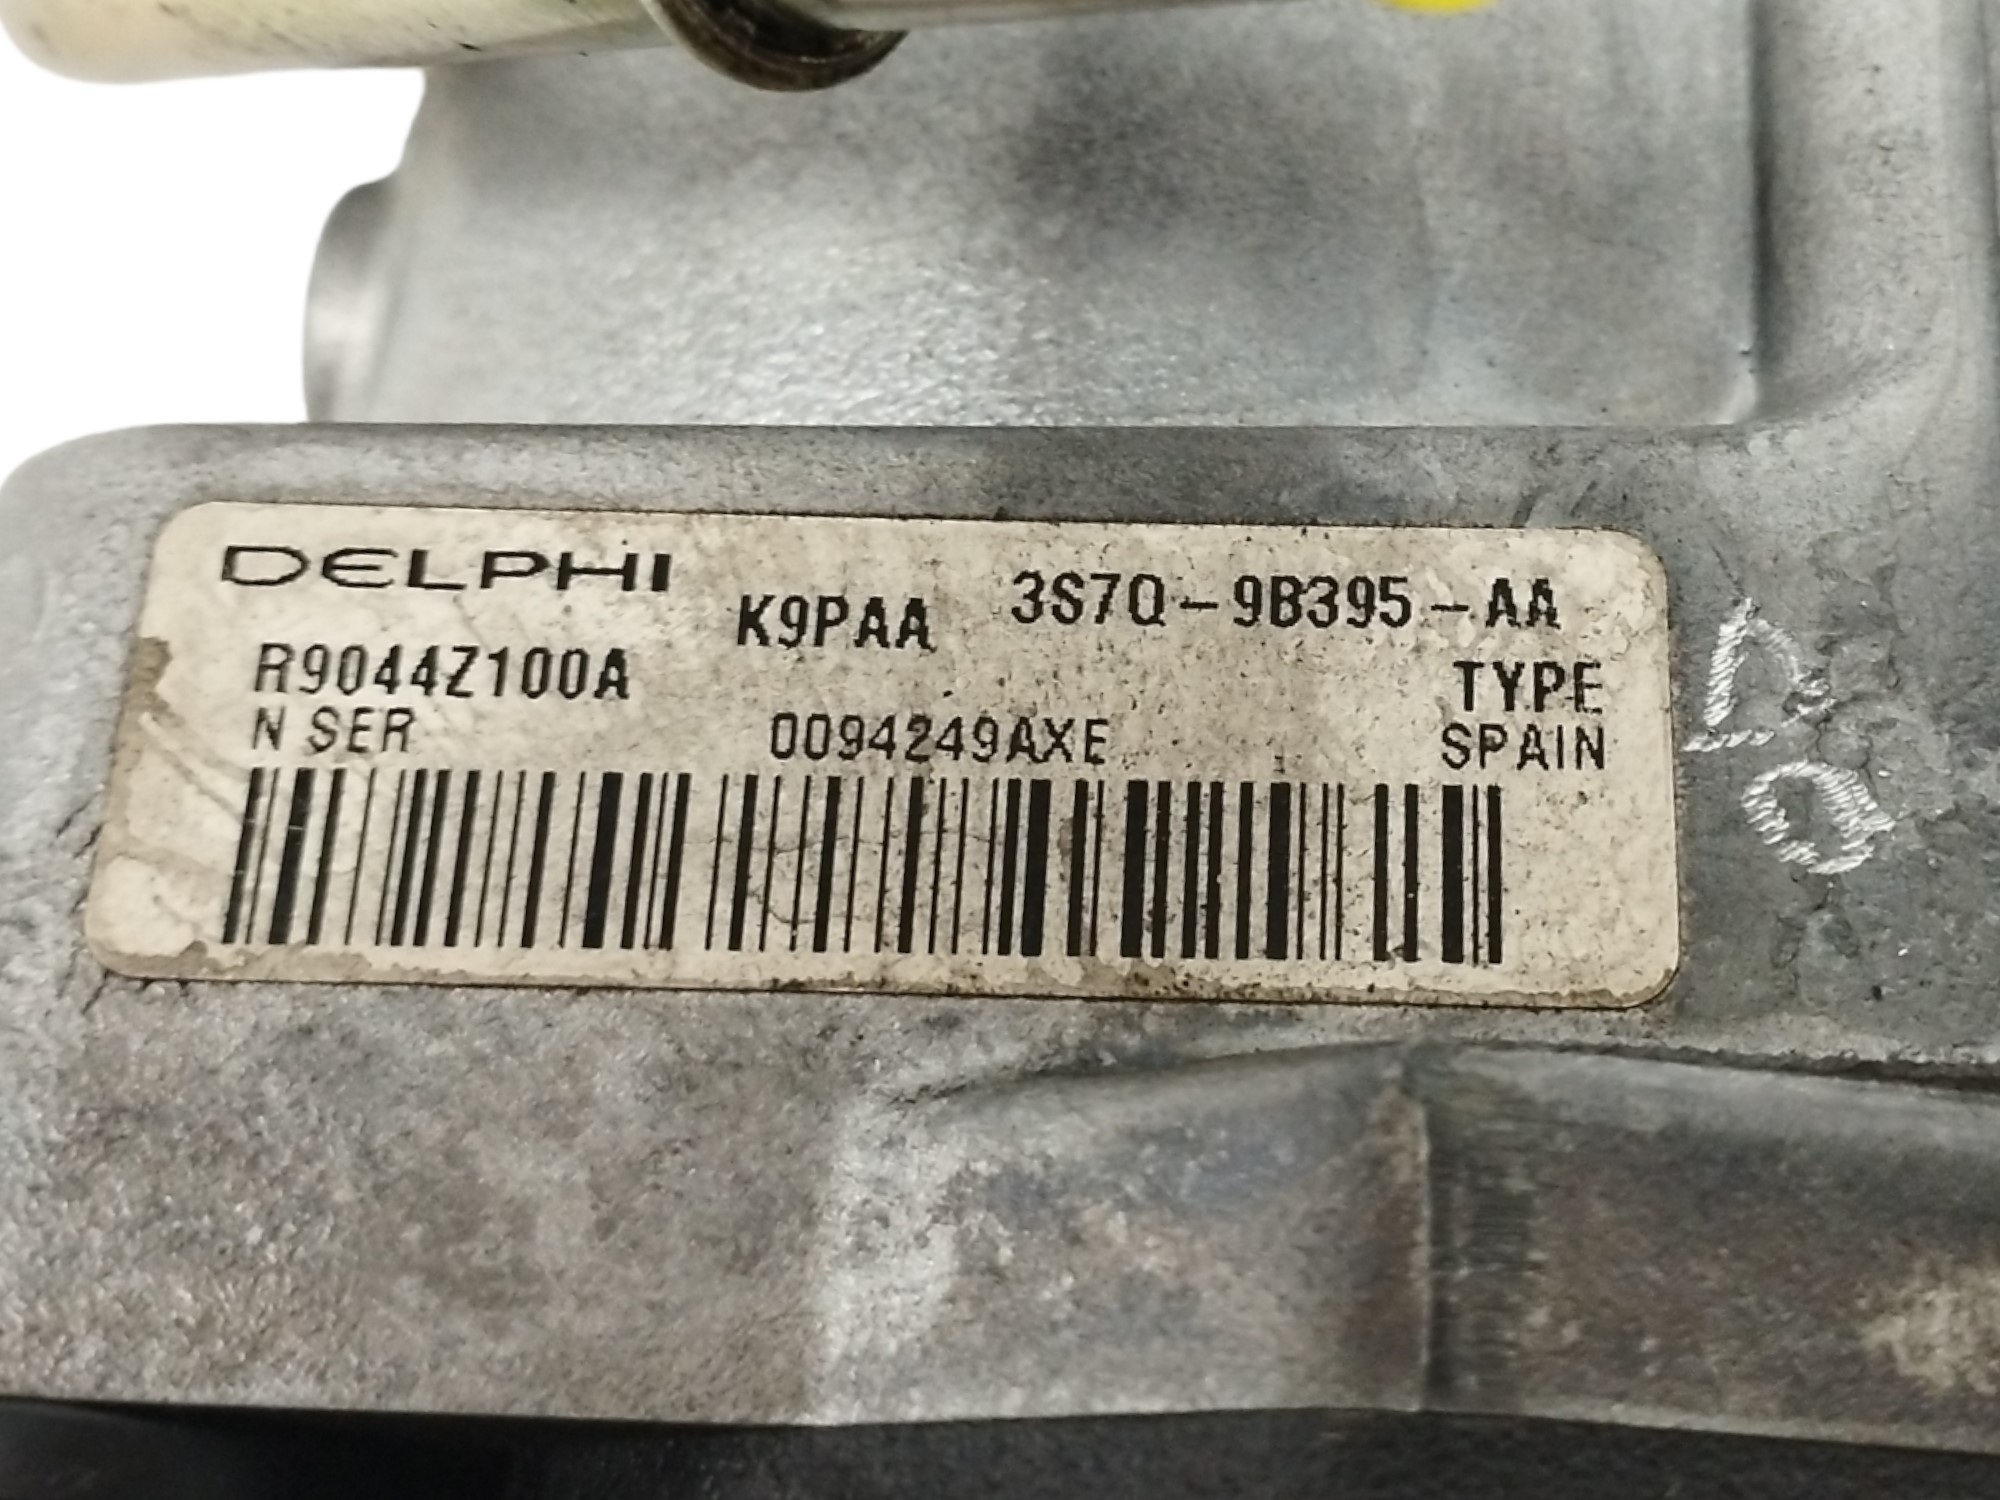 DELPHI
K9PAA 3S7Q-9B395-AA
R9044Z100A TYPE
N SER 0094249AXE SPAIN